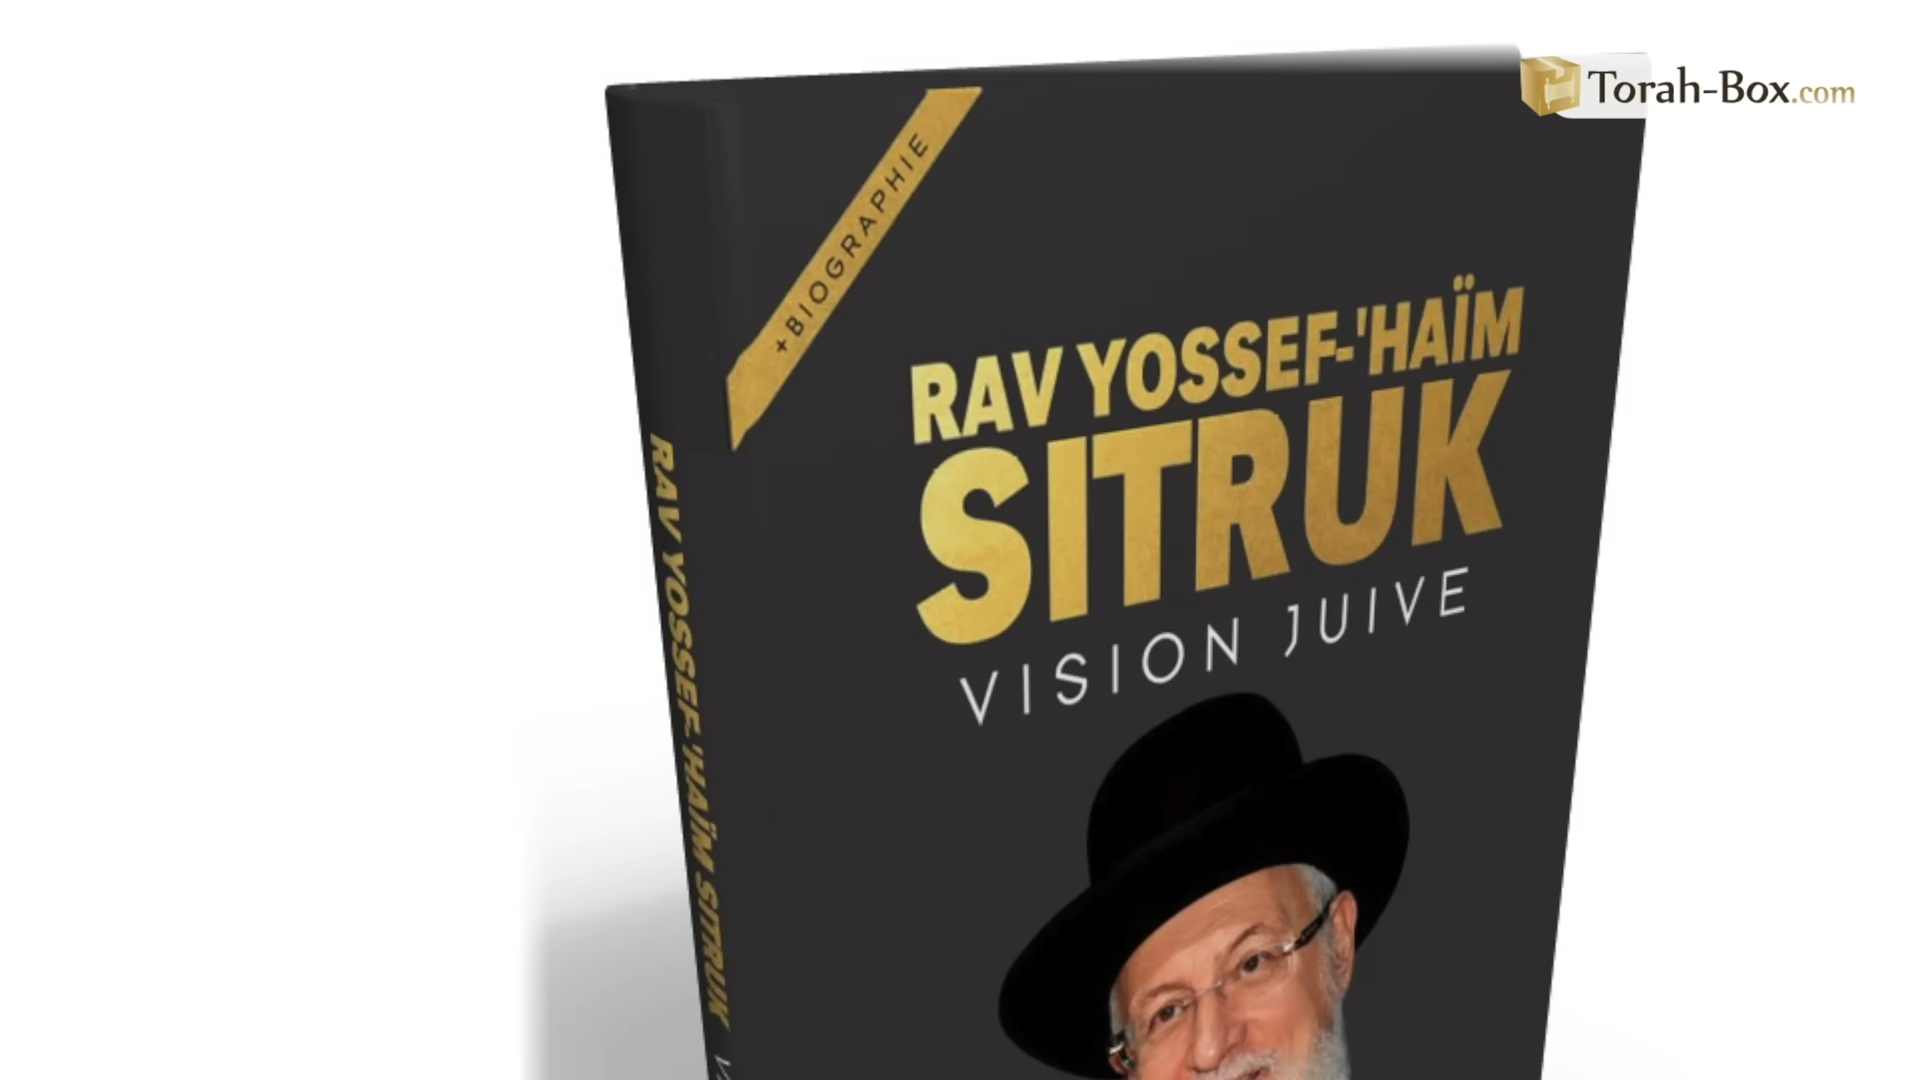 Torah-Box.com
+BIOGRAPHIE
RAV YOSSEF-'HAÏM
SITRUK
VISION JUIVE
RAV YOSSEF-'HAÏM SITRUK